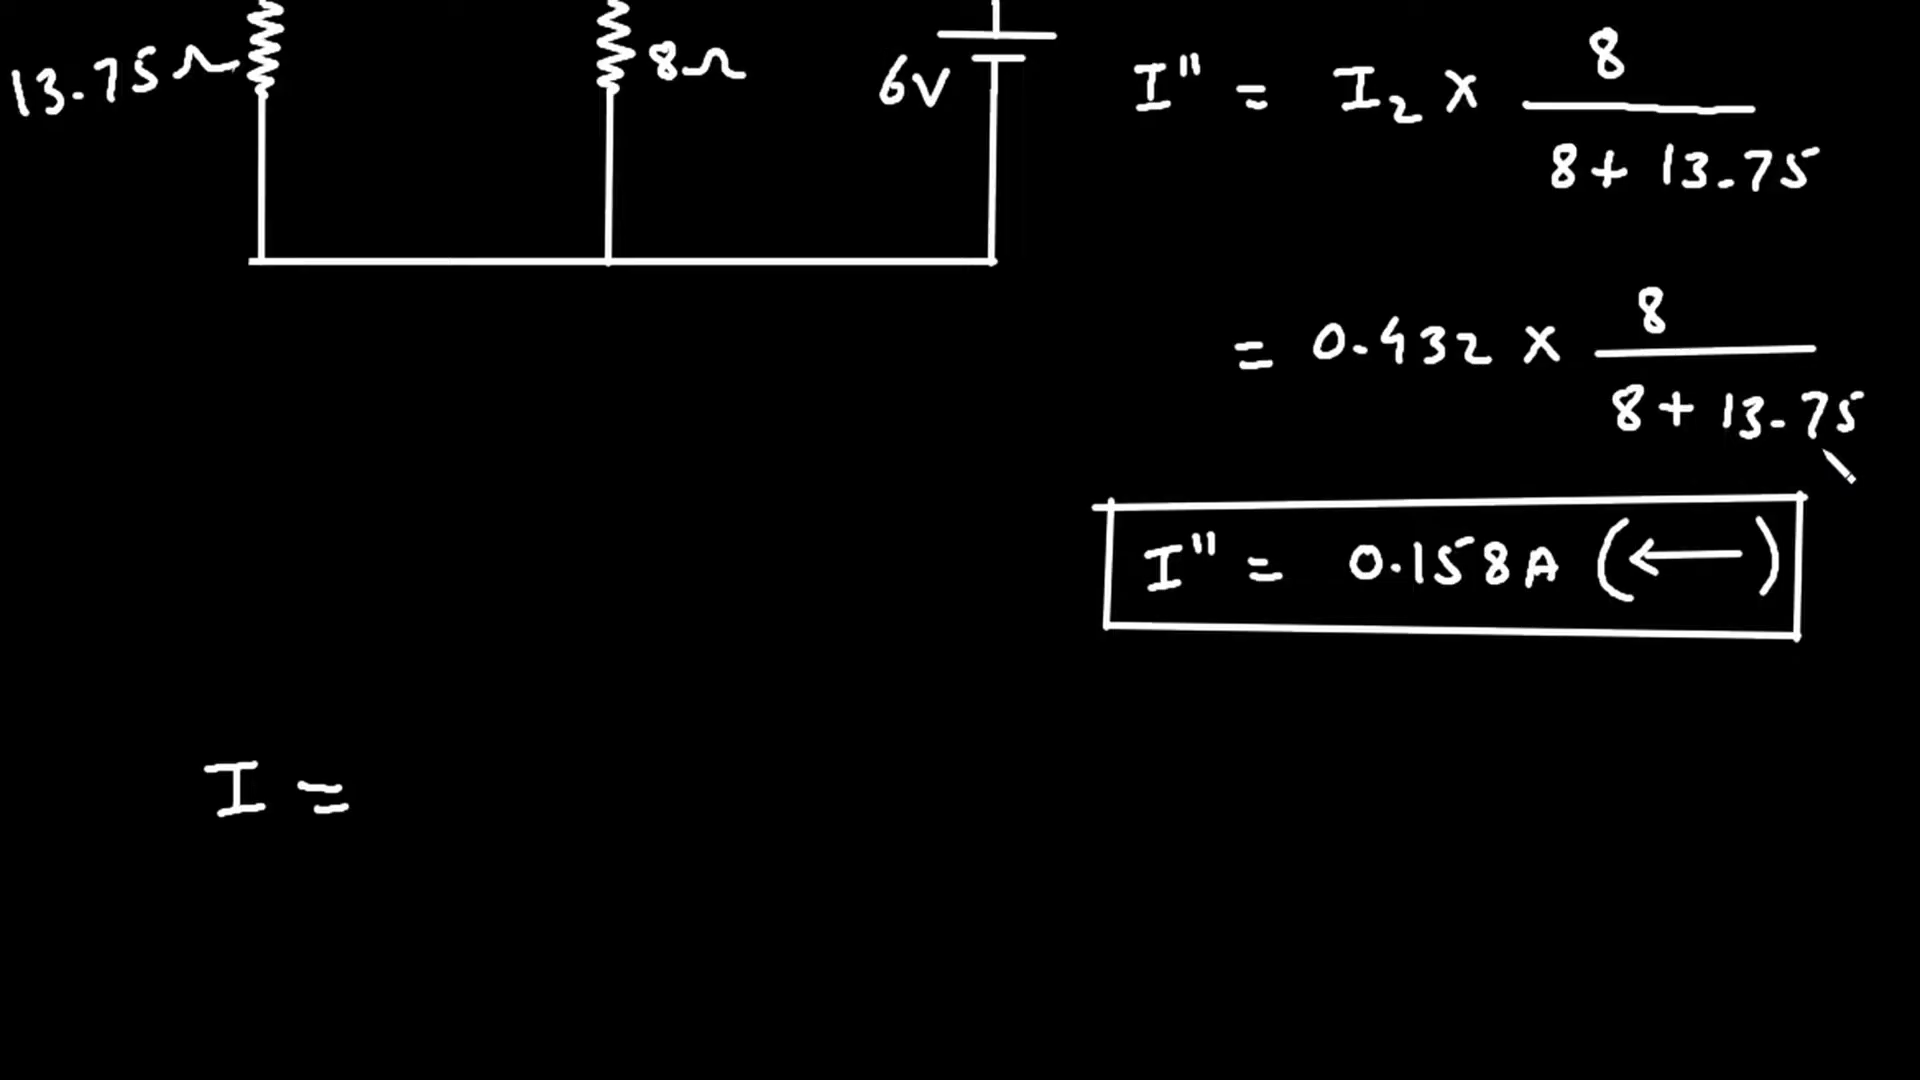 13.75Ω
8Ω
6V
I" = I₂ × 8
8 + 13.75
= 0.432 × 8
8 + 13.75
I" = 0.158A (←)
I =